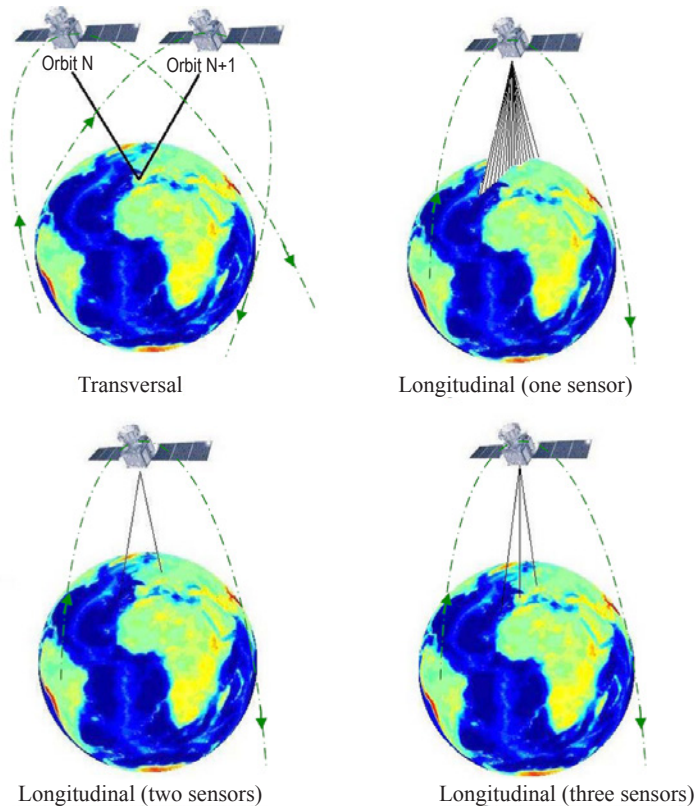 Orbit N
Orbit N+1
Transversal
Longitudinal (one sensor)
Longitudinal (two sensors)
Longitudinal (three sensors)